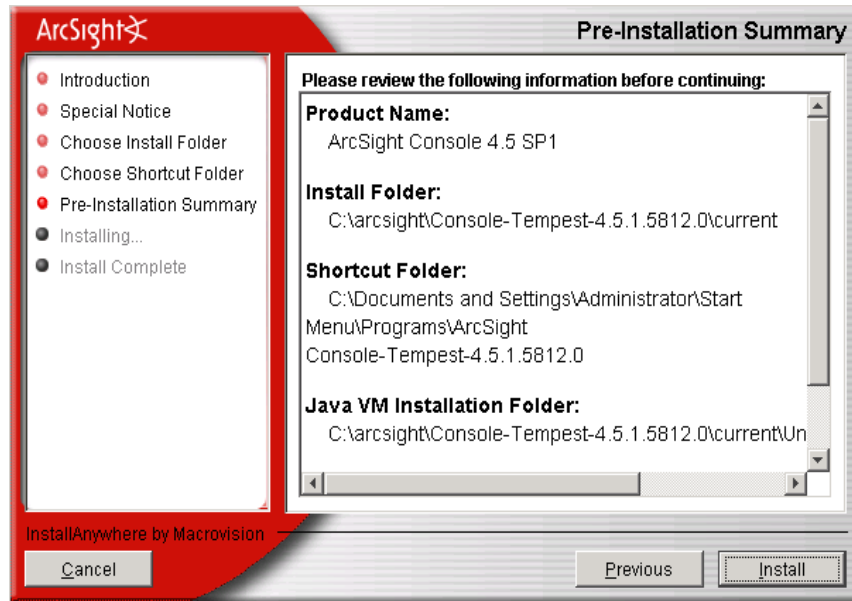 ArcSight
Pre-Installation Summary
Introduction
Special Notice
Choose Install Folder
Choose Shortcut Folder
Pre-Installation Summary
Installing...
Install Complete
Please review the following information before continuing:
Product Name:
ArcSight Console 4.5 SP1
Install Folder:
C:\arcsight\Console-Tempest-4.5.1.5812.0\current
Shortcut Folder:
C:\Documents and Settings\Administrator\Start
Menu\Programs\ArcSight
Console-Tempest-4.5.1.5812.0
Java VM Installation Folder:
C:\arcsight\Console-Tempest-4.5.1.5812.0\current\Un
InstallAnywhere by Macrovision
Cancel
Previous
Install